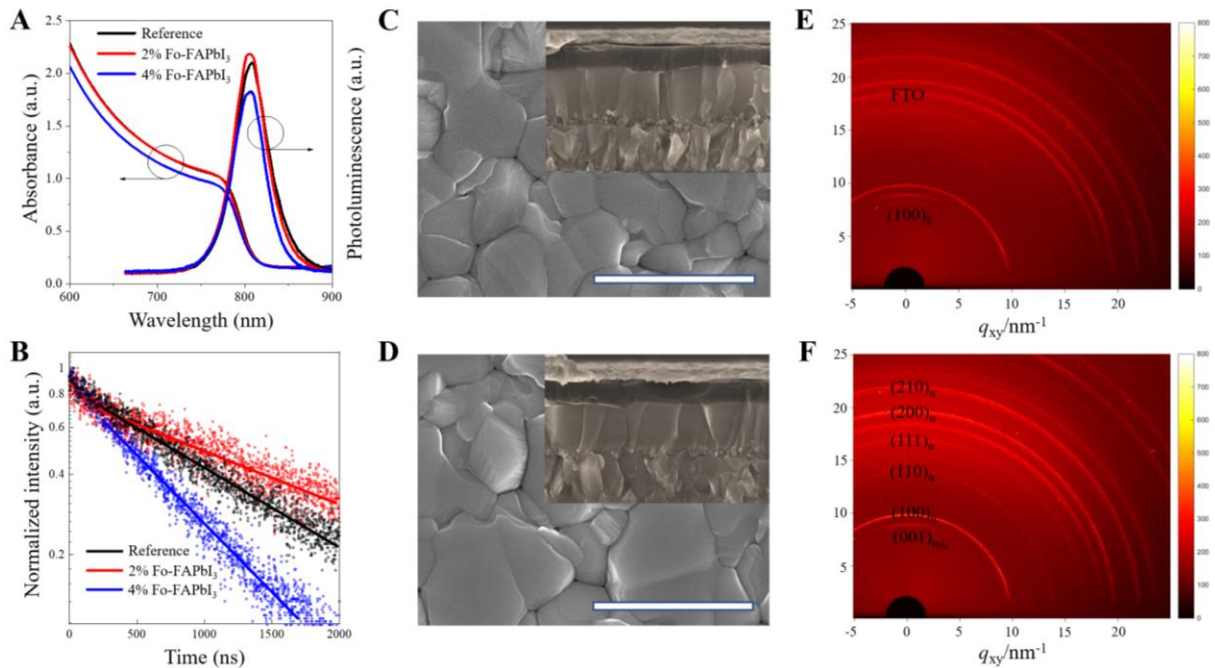 A
2.5
2.0
1.5
1.0
0.5
0.0
Absorbance (a.u.)
Reference
2% Fo-FAPbI₃
4% Fo-FAPbI₃
Photoluminescence (a.u.)
600 700 800 900
Wavelength (nm)
B
0.8
0.6
0.4
0.2
Normalized intensity (a.u.)
Reference
2% Fo-FAPbI₃
4% Fo-FAPbI₃
0 500 1000 1500 2000
Time (ns)
C
D
E
25
20
15
10
5
FTO
(100)α
-5 0 5 10 15 20
qxy/nm⁻¹
800
700
600
500
400
300
200
100
0
F
25
20
15
10
5
(210)α
(200)α
(111)α
(110)α
(100)α
(001)PbI₂
-5 0 5 10 15 20
qxy/nm⁻¹
800
700
600
500
400
300
200
100
0